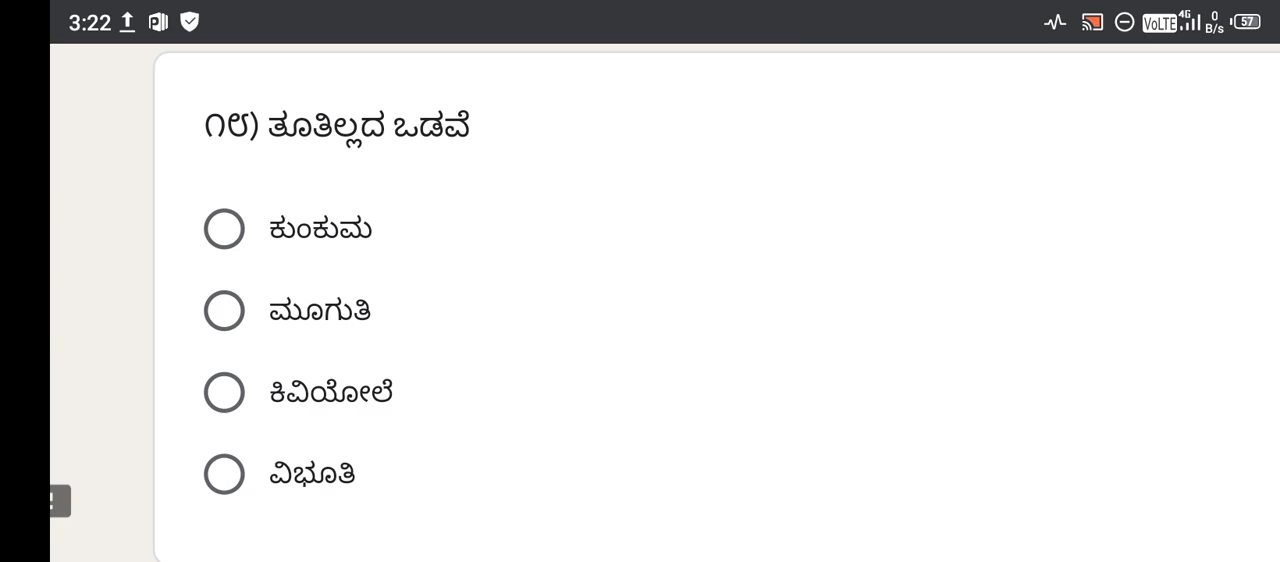 3:22
VoLTE 4G 0 B/s 57
೧೮) ತೂತಿಲ್ಲದ ಒಡವೆ
ಕುಂಕುಮ
ಮೂಗುತಿ
ಕಿವಿಯೋಲೆ
ವಿಭೂತಿ